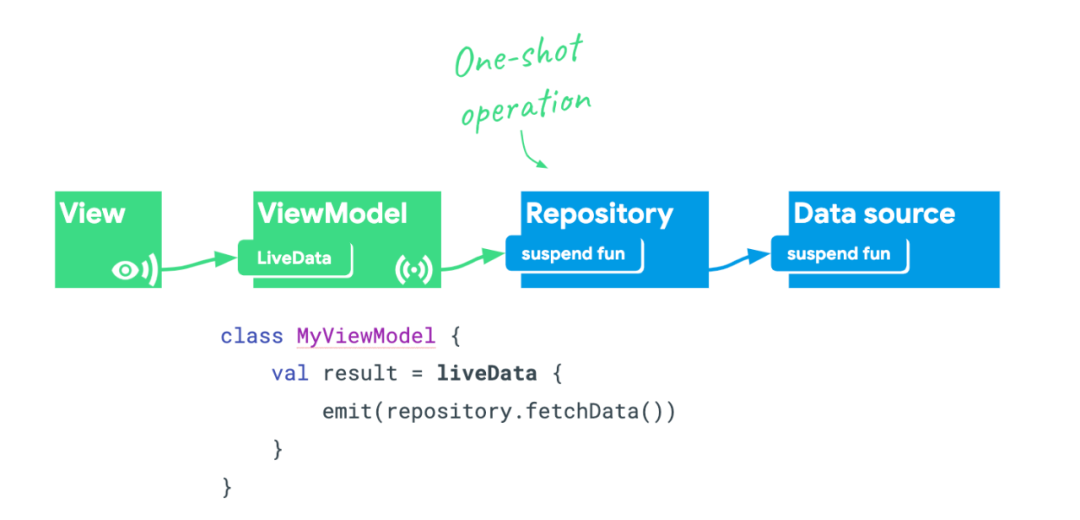 One-shot
operation
View
ViewModel
Repository
Data source
LiveData
suspend fun
suspend fun
class MyViewModel {
    val result = liveData {
        emit(repository.fetchData())
    }
}